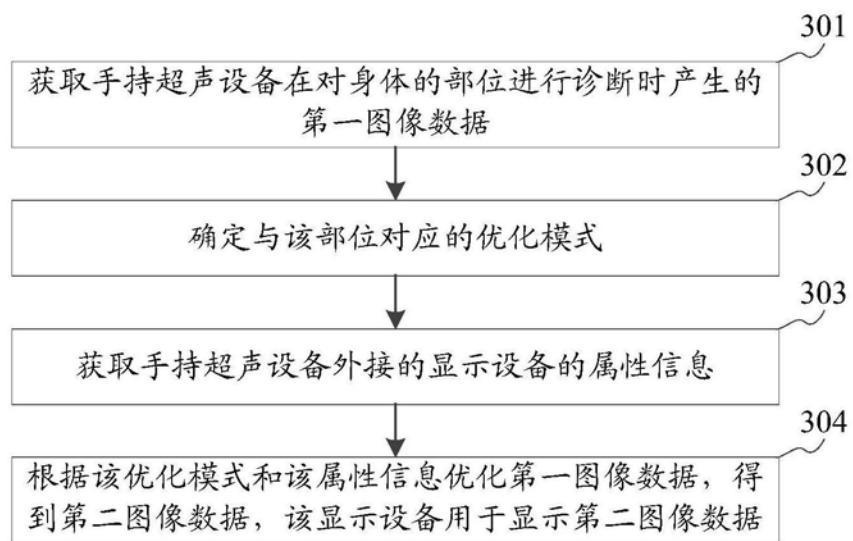 301
获取手持超声设备在对身体的部位进行诊断时产生的
第一图像数据
302
确定与该部位对应的优化模式
303
获取手持超声设备外接的显示设备的属性信息
304
根据该优化模式和该属性信息优化第一图像数据，得
到第二图像数据，该显示设备用于显示第二图像数据